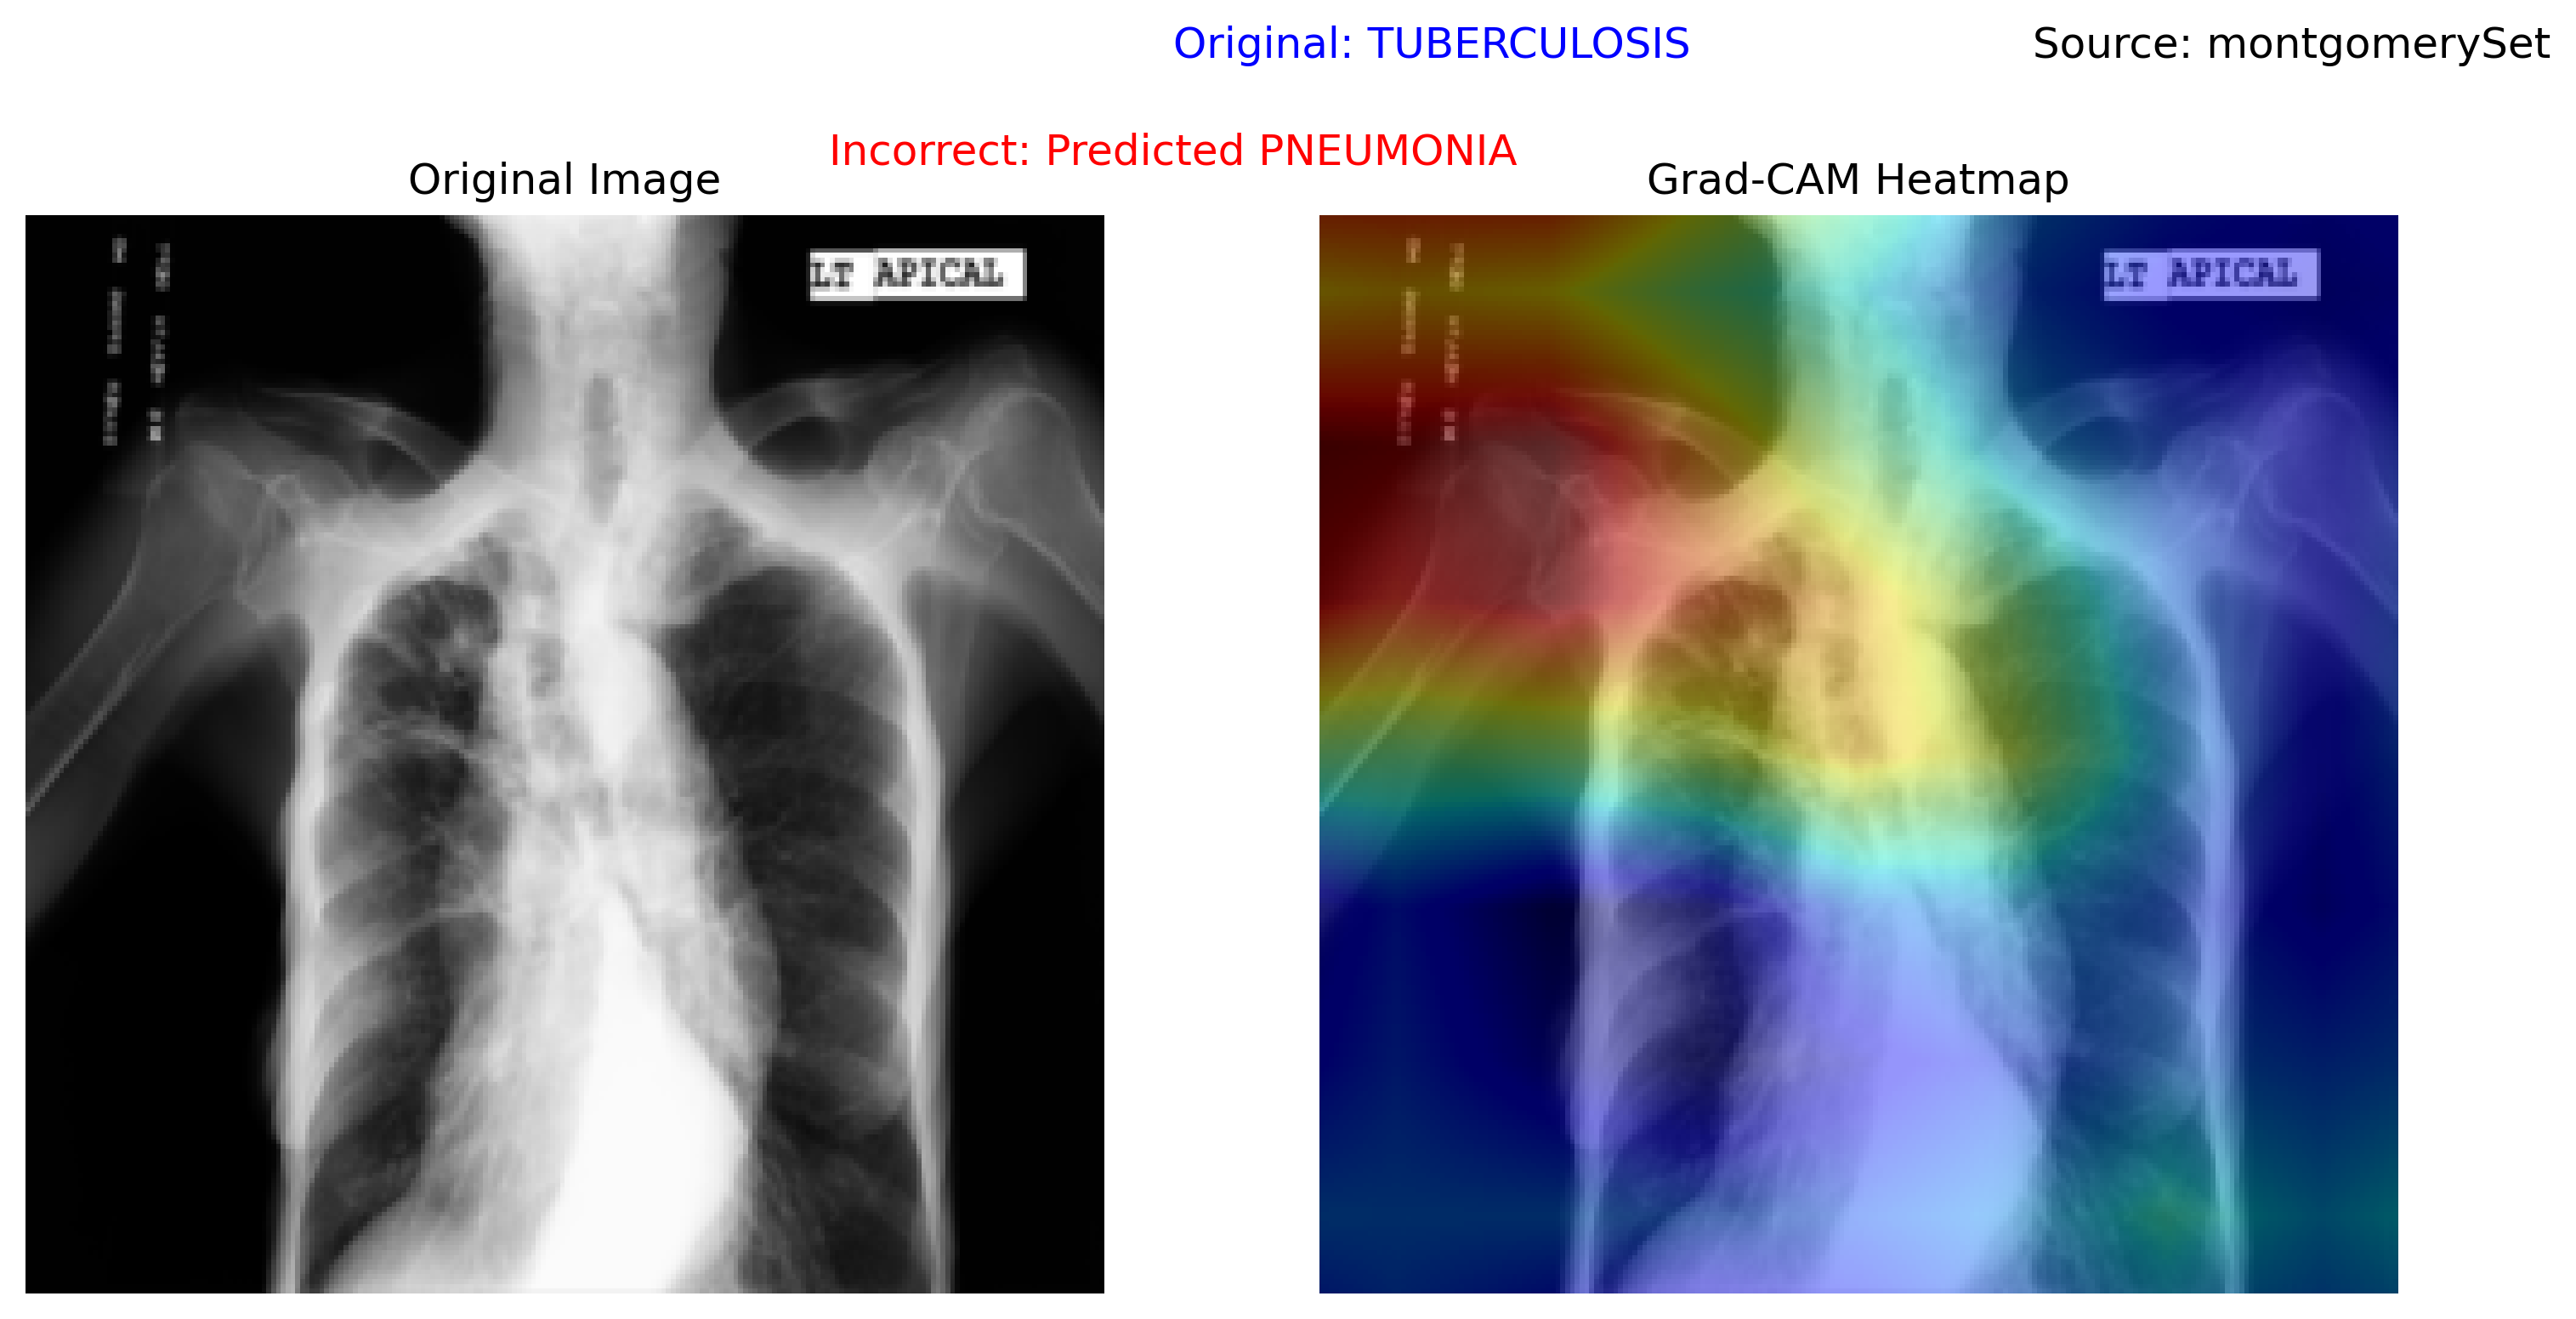 Original: TUBERCULOSIS
Source: montgomerySet
Incorrect: Predicted PNEUMONIA
Original Image
Grad-CAM Heatmap
LT APICAL
LT APICAL